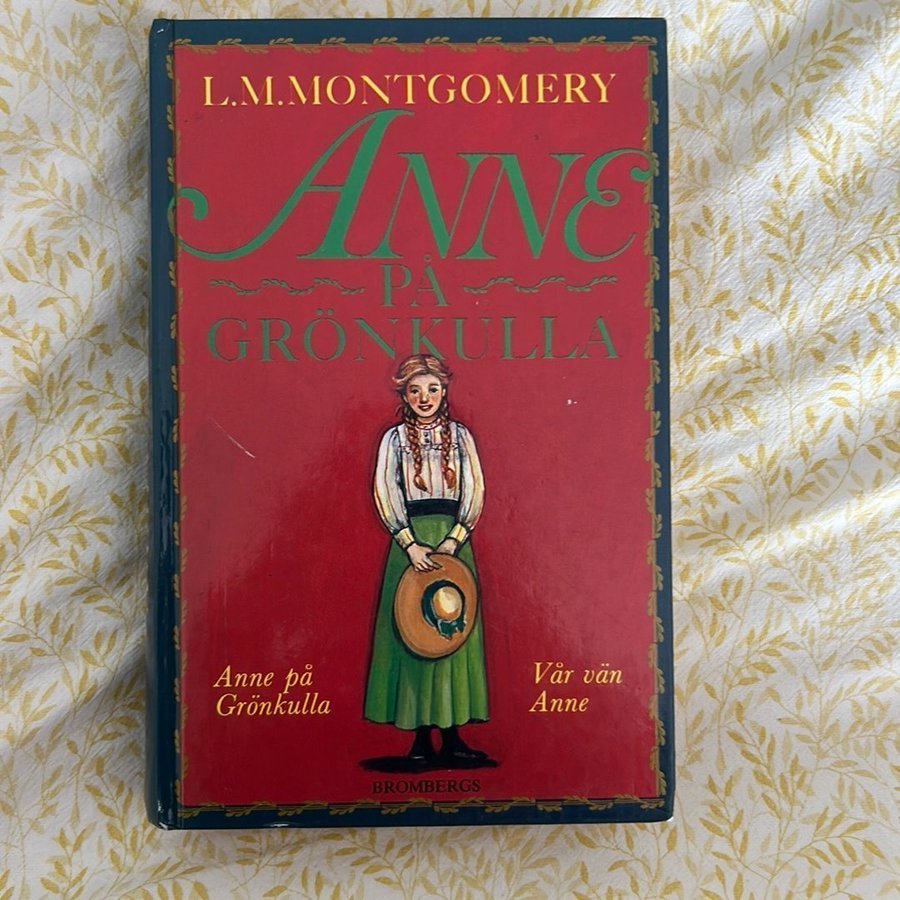 L.M.MONTGOMERY
ANNE
PÅ
GRÖNKULLA
Anne på
Grönkulla
Vår vän
Anne
BROMBERGS